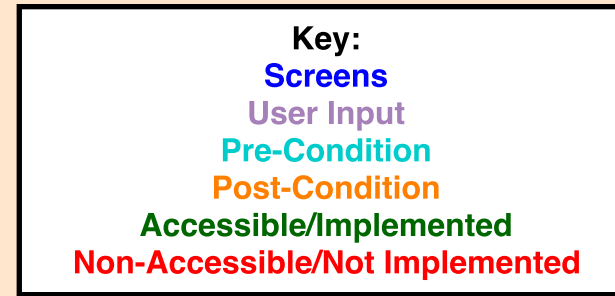 Key:
Screens
User Input
Pre-Condition
Post-Condition
Accessible/Implemented
Non-Accessible/Not Implemented